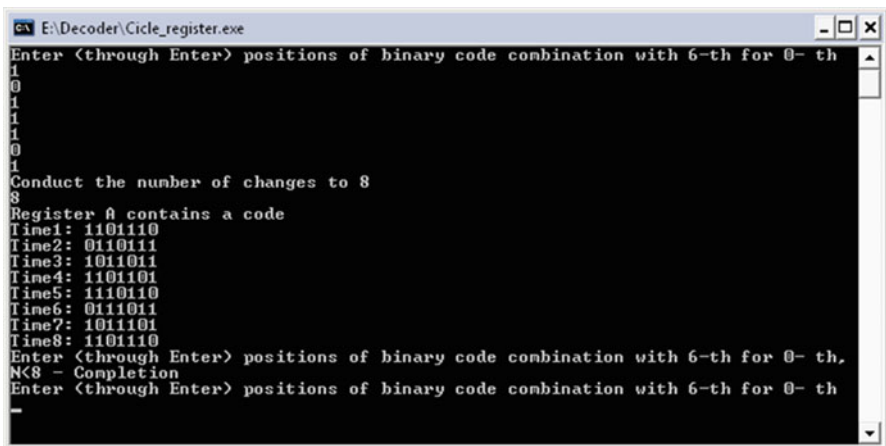 E:\Decoder\Cicle_register.exe
Enter <through Enter> positions of binary code combination with 6-th for 0- th
1
0
1
1
1
0
1
Conduct the number of changes to 8
8
Register A contains a code
Time1: 1101110
Time2: 0110111
Time3: 1011011
Time4: 1101101
Time5: 1110110
Time6: 0111011
Time7: 1011101
Time8: 1101110
Enter <through Enter> positions of binary code combination with 6-th for 0- th,
N<8 - Completion
Enter <through Enter> positions of binary code combination with 6-th for 0- th